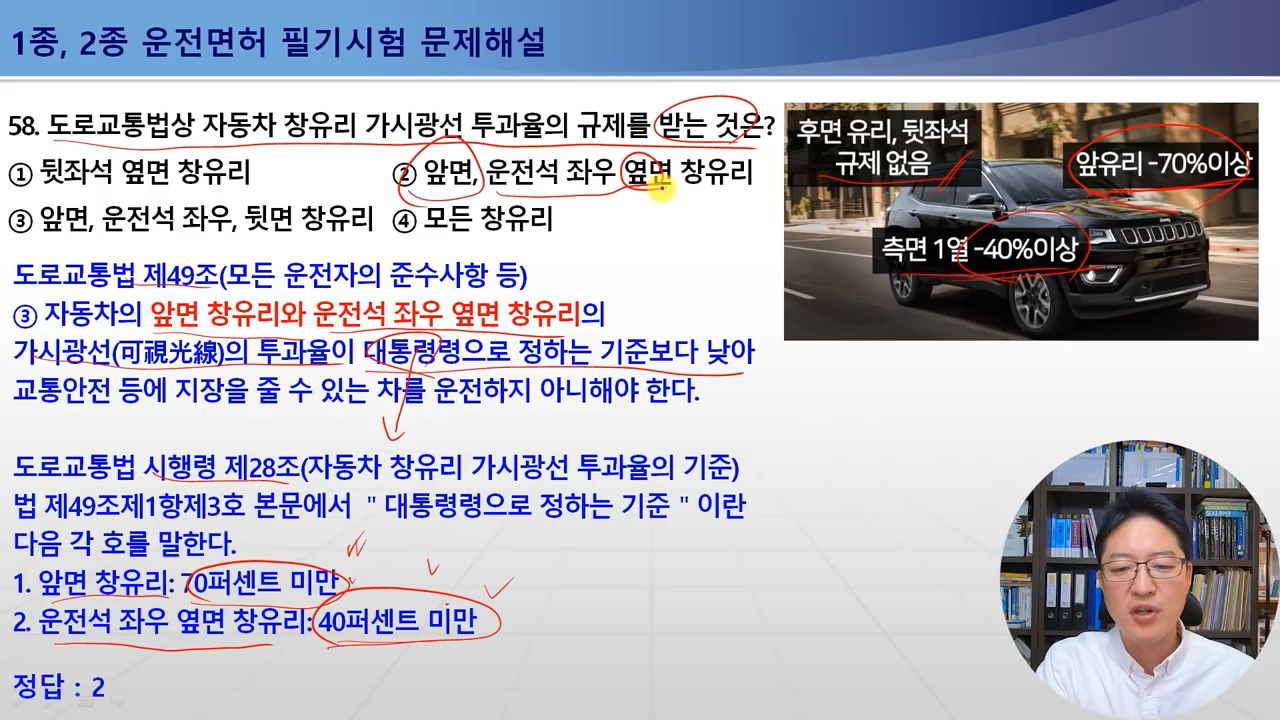 1종, 2종 운전면허 필기시험 문제해설
58. 도로교통법상 자동차 창유리 가시광선 투과율의 규제를 받는 것은?
① 뒷좌석 옆면 창유리
② 앞면, 운전석 좌우 옆면 창유리
③ 앞면, 운전석 좌우, 뒷면 창유리
④ 모든 창유리
후면 유리, 뒷좌석
규제 없음
앞유리 -70%이상
측면 1열 -40%이상
도로교통법 제49조(모든 운전자의 준수사항 등)
③ 자동차의 앞면 창유리와 운전석 좌우 옆면 창유리의
가시광선(可視光線)의 투과율이 대통령령으로 정하는 기준보다 낮아
교통안전 등에 지장을 줄 수 있는 차를 운전하지 아니해야 한다.
도로교통법 시행령 제28조(자동차 창유리 가시광선 투과율의 기준)
법 제49조제1항제3호 본문에서 " 대통령령으로 정하는 기준 " 이란
다음 각 호를 말한다.
1. 앞면 창유리: 70퍼센트 미만
2. 운전석 좌우 옆면 창유리: 40퍼센트 미만
정답 : 2